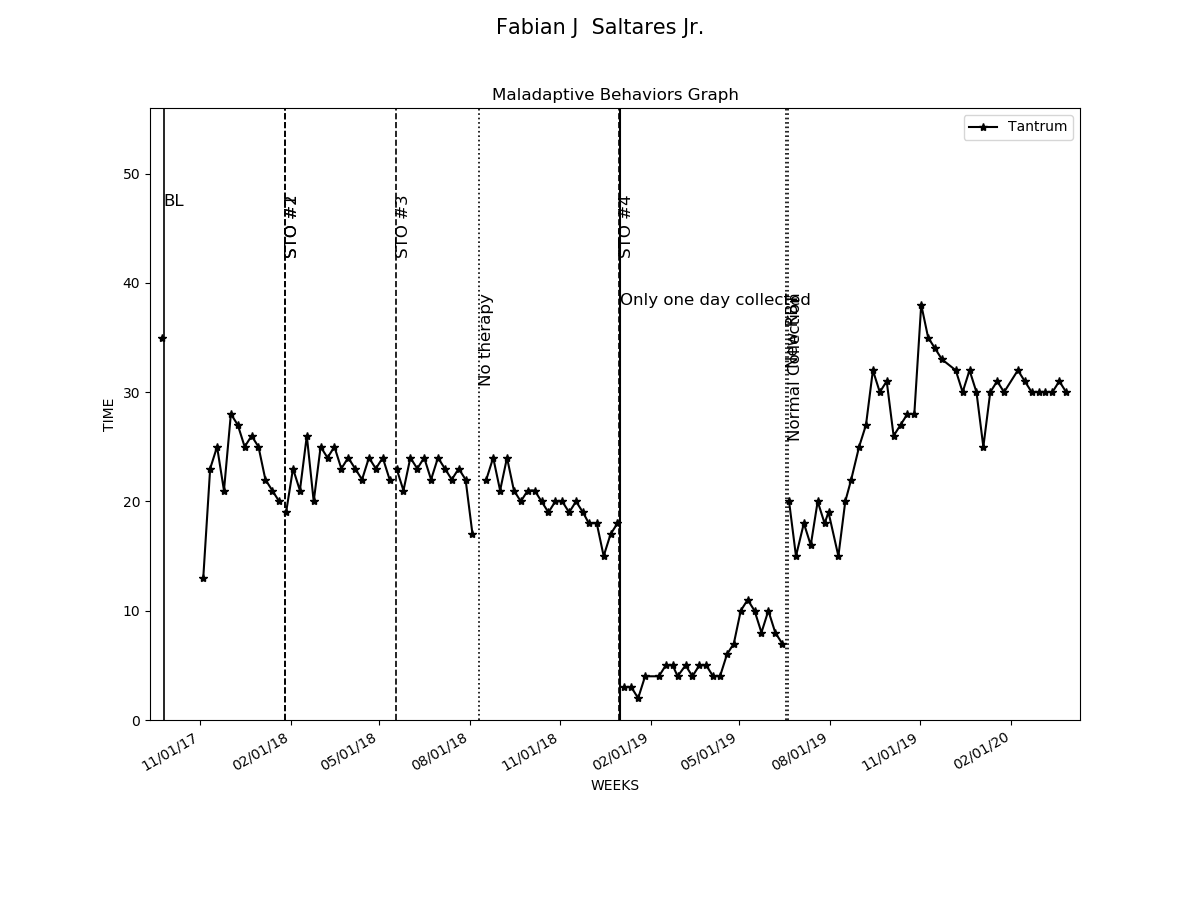 Fabian J  Saltares Jr.
Maladaptive Behaviors Graph
Tantrum
50
40
30
20
10
0
TIME
BL
STO #2
STO #3
No therapy
STO #4
Only one day collected
Normal Collection
11/01/17
02/01/18
05/01/18
08/01/18
11/01/18
02/01/19
05/01/19
08/01/19
11/01/19
02/01/20
WEEKS